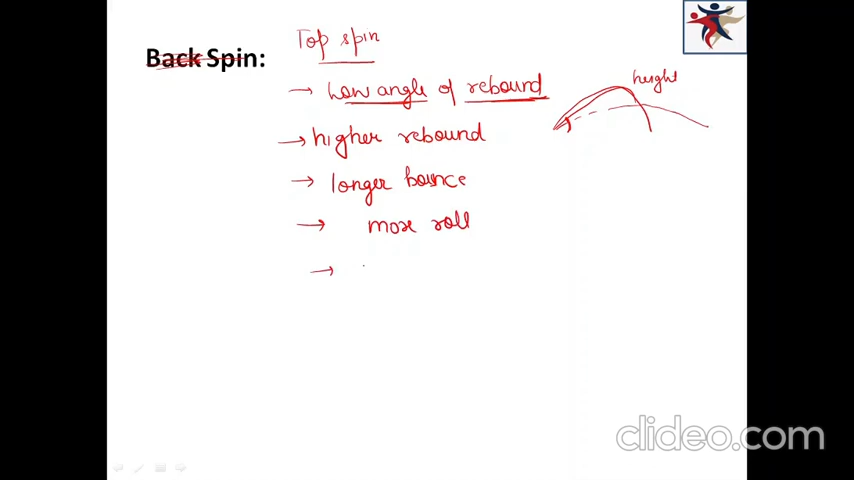 Back Spin:
Top spin
→ Low angle of rebound
height
→ higher rebound
→ longer bounce
→ more roll
→
clideo.com